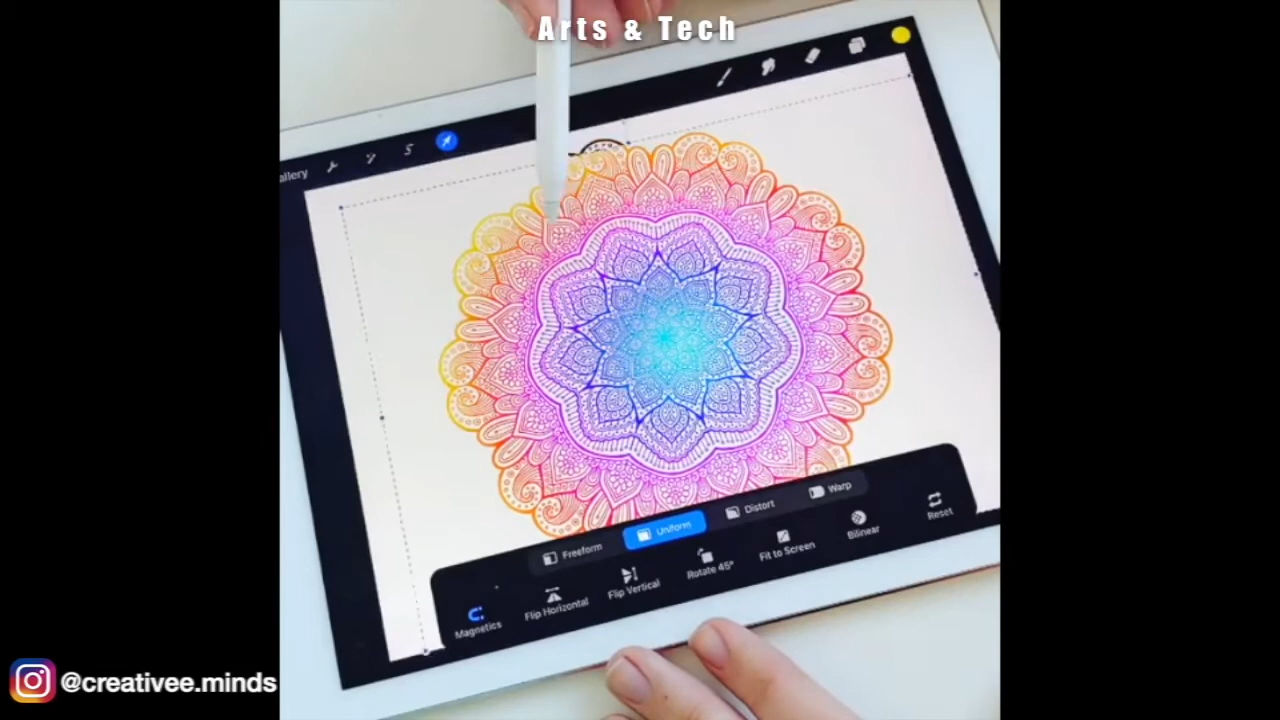 Arts & Tech
allery
Freeform
Uniform
Distort
Warp
Magnetics
Flip Horizontal
Flip Vertical
Rotate 45°
Fit to Screen
Bilinear
Reset
@creativee.minds